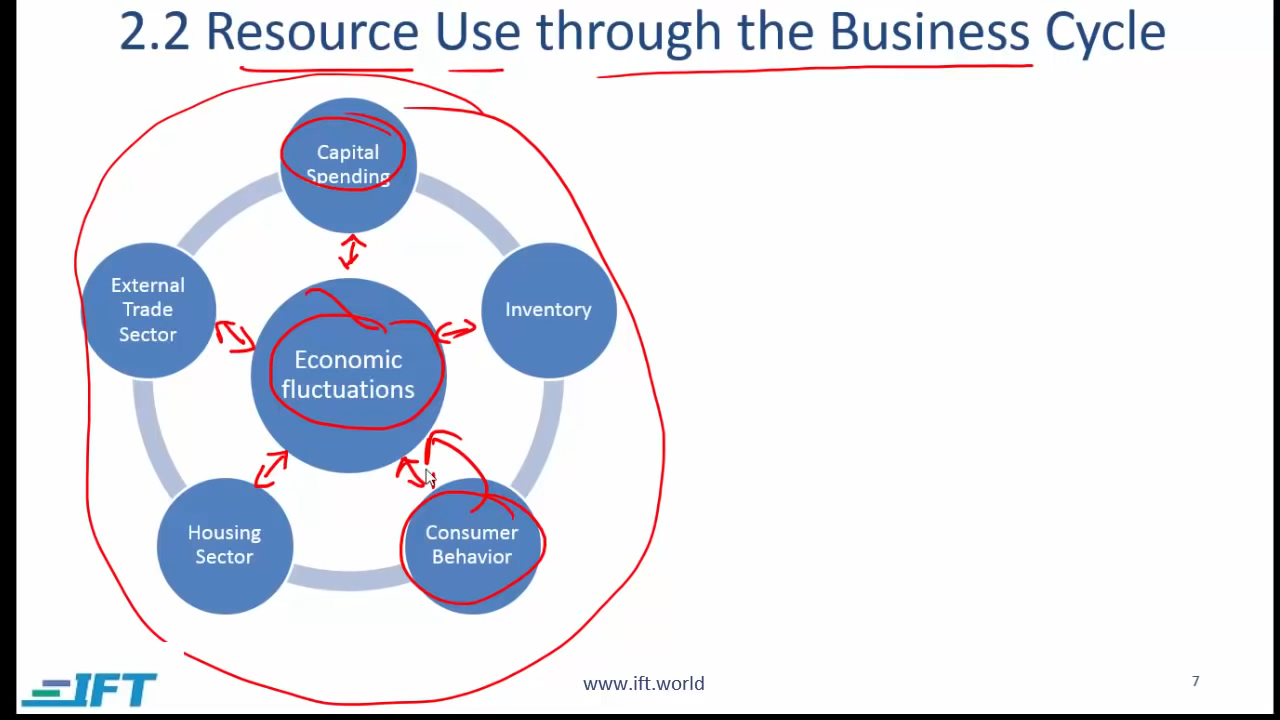 2.2 Resource Use through the Business Cycle
Capital
Spending
External
Trade
Sector
Inventory
Economic
fluctuations
Housing
Sector
Consumer
Behavior
IFT
www.ift.world
7